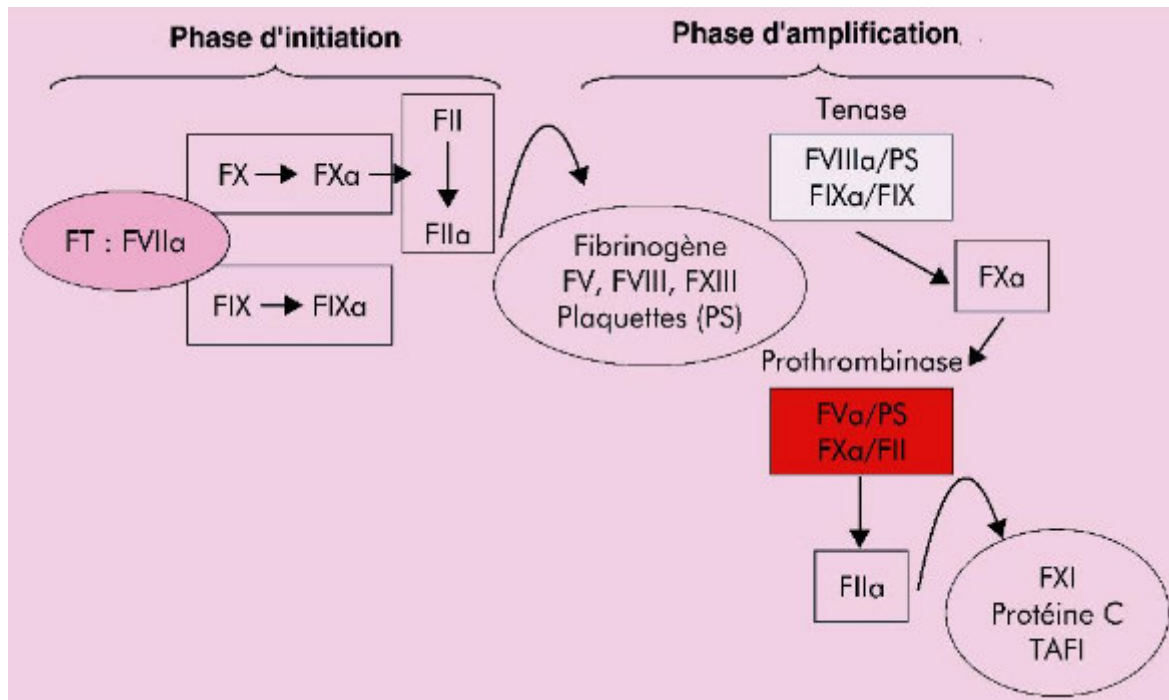 Phase d'initiation
FX → FXa
FII
↓
FIIa
FT : FVIIa
FIX → FIXa
Fibrinogène
FV, FVIII, FXIII
Plaquettes (PS)
Phase d'amplification
Tenase
FVIIIa/PS
FIXa/FIX
FXa
Prothrombinase
FVa/PS
FXa/FII
FIIa
FXI
Protéine C
TAFI